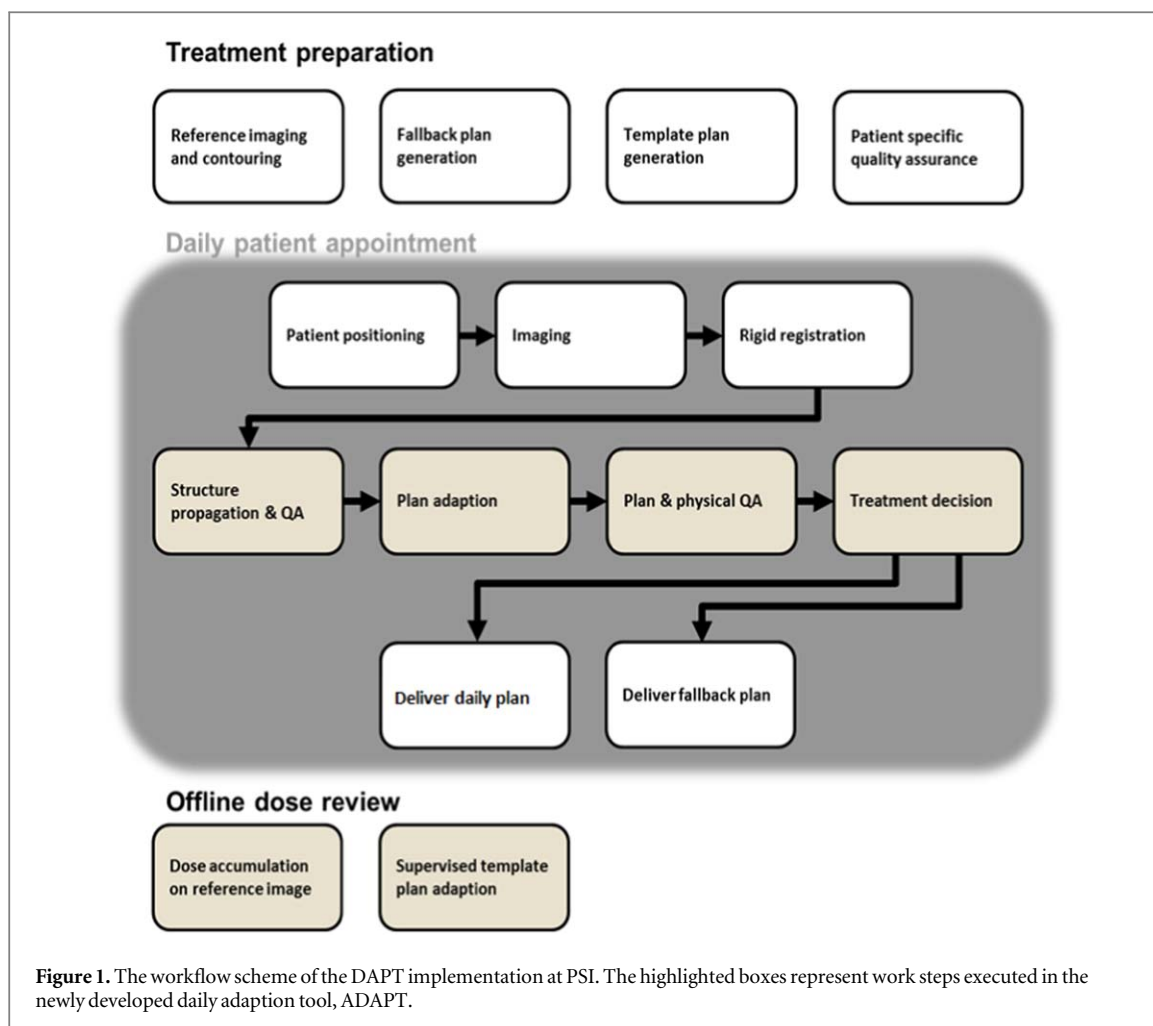 Treatment preparation
Reference imaging
and contouring
Fallback plan
generation
Template plan
generation
Patient specific
quality assurance
Daily patient appointment
Patient positioning
Imaging
Rigid registration
Structure
propagation & QA
Plan adaption
Plan & physical QA
Treatment decision
Deliver daily plan
Deliver fallback plan
Offline dose review
Dose accumulation
on reference image
Supervised template
plan adaption
Figure 1. The workflow scheme of the DAPT implementation at PSI. The highlighted boxes represent work steps executed in the
newly developed daily adaption tool, ADAPT.